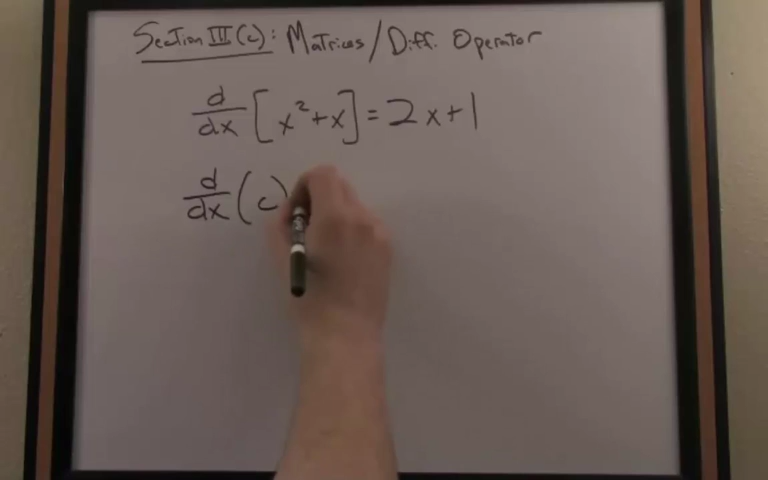 Section III(c): Matrices/Diff. Operator
d/dx [x²+x] = 2x+1
d/dx (c)